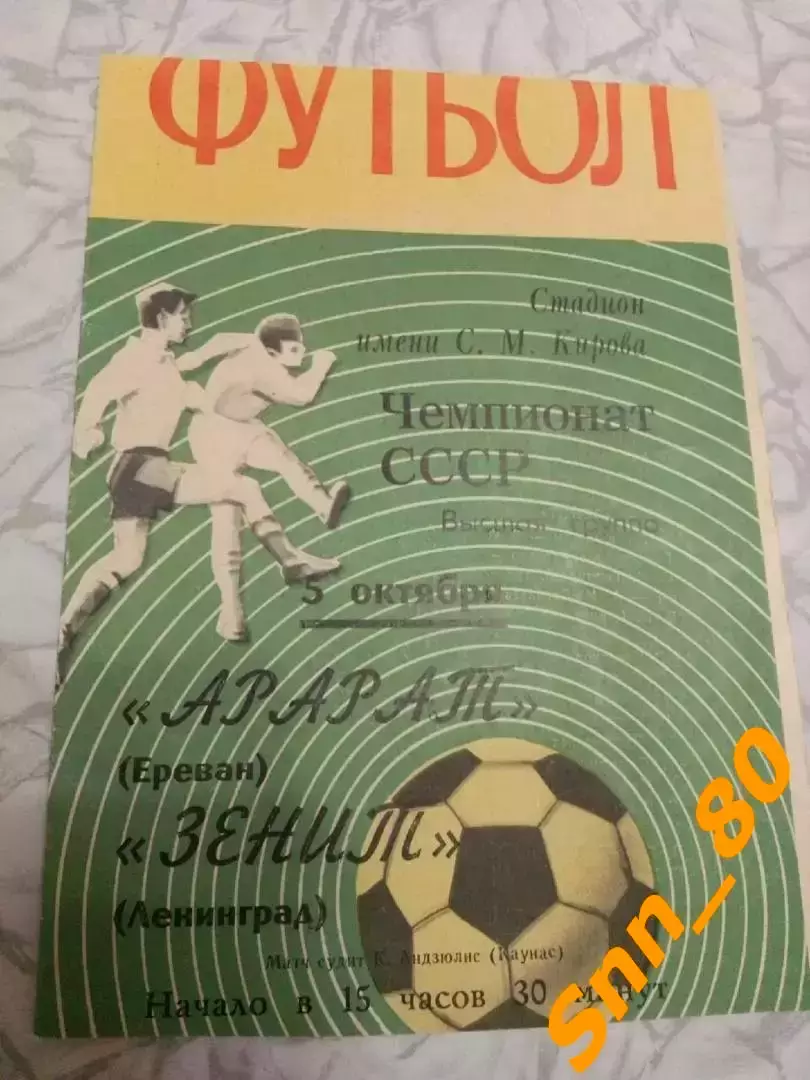 ФУТБОЛ
Стадион
имени С. М. Кирова
Чемпионат
СССР
Высшая группа
5 октября
«АРАРАТ»
(Ереван)
«ЗЕНИТ»
(Ленинград)
Матч судит К. Андзюлис (Каунас)
Начало в 15 часов 30 минут
snn_80